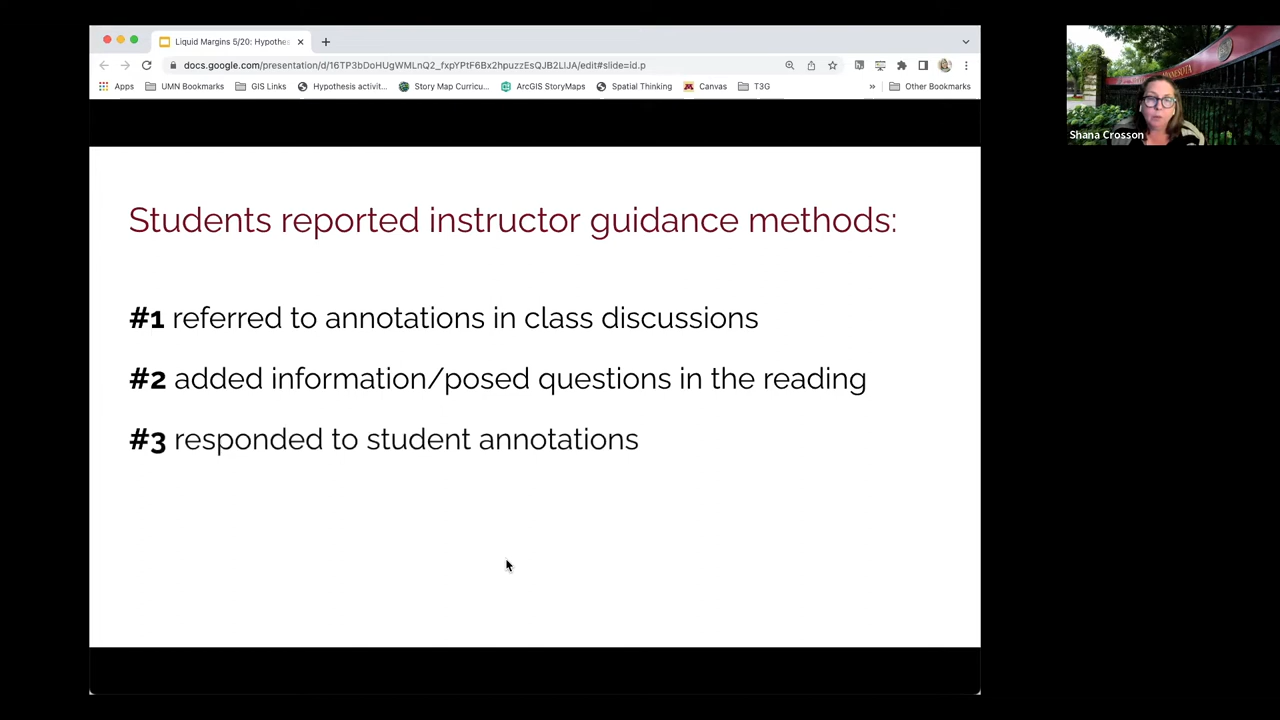 Liquid Margins 5/20: Hypothes
docs.google.com/presentation/d/16TP3bDoHUgWMLnQ2_fxpYPtF6Bx2hpuzzEsQJB2LlJA/edit#slide=id.p
Apps UMN Bookmarks GIS Links Hypothesis activit... Story Map Curricu... ArcGIS StoryMaps Spatial Thinking Canvas T3G » Other Bookmarks
Students reported instructor guidance methods:
#1 referred to annotations in class discussions
#2 added information/posed questions in the reading
#3 responded to student annotations
Shana Crosson